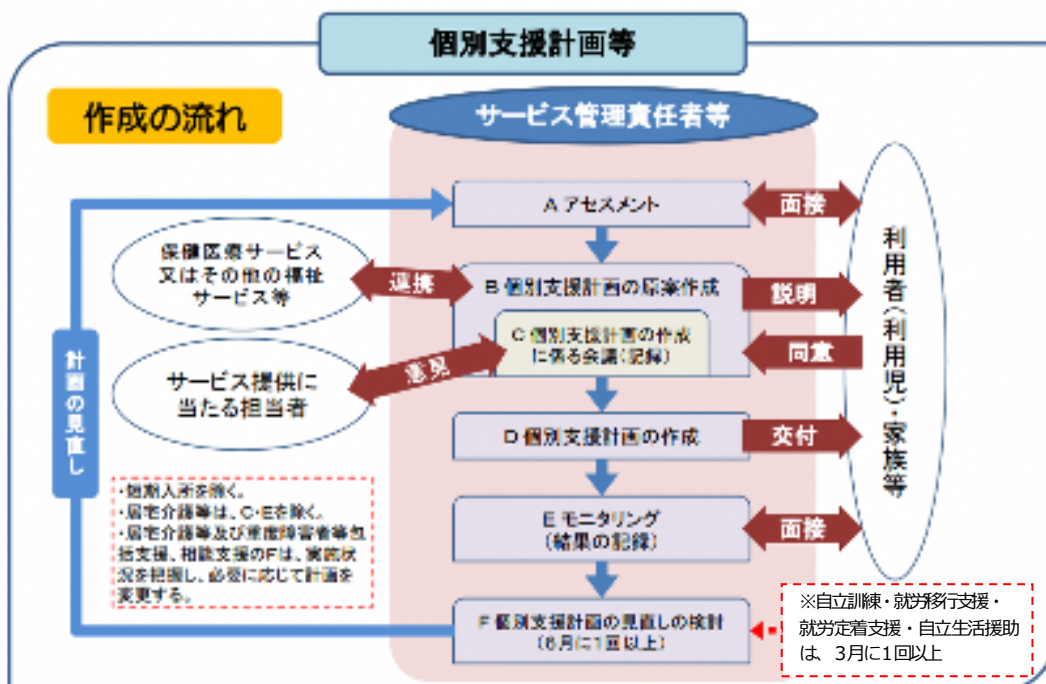 個別支援計画等
作成の流れ
サービス管理責任者等
A アセスメント
面接
保健医療サービス
又はその他の福祉
サービス等
連携
B 個別支援計画の原案作成
説明
C 個別支援計画の作成
に係る会議(記録)
同意
意見
サービス提供に
当たる担当者
利用者(利用児)・家族等
計画の見直し
D 個別支援計画の作成
交付
・短期入所を除く。
・居宅介護等は、C・Eを除く。
・居宅介護等及び重度障害者等包
括支援、相談支援のFは、実施状
況を把握し、必要に応じて計画を
変更する。
E モニタリング
(結果の記録)
面接
F 個別支援計画の見直しの検討
(6月に1回以上)
※自立訓練・就労移行支援・
就労定着支援・自立生活援助
は、3月に1回以上